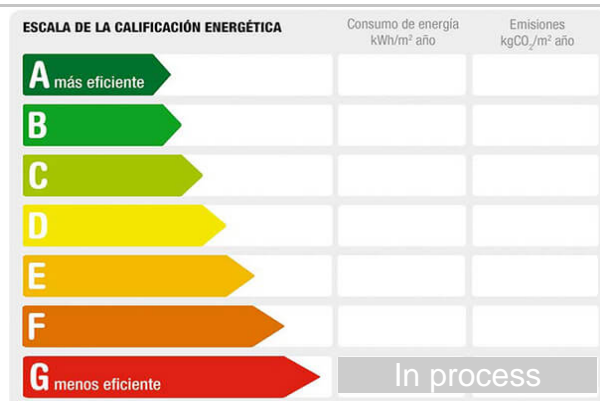 ESCALA DE LA CALIFICACIÓN ENERGÉTICA
Consumo de energía
kWh/m² año
Emisiones
kgCO₂/m² año
A más eficiente
B
C
D
E
F
G menos eficiente
In process